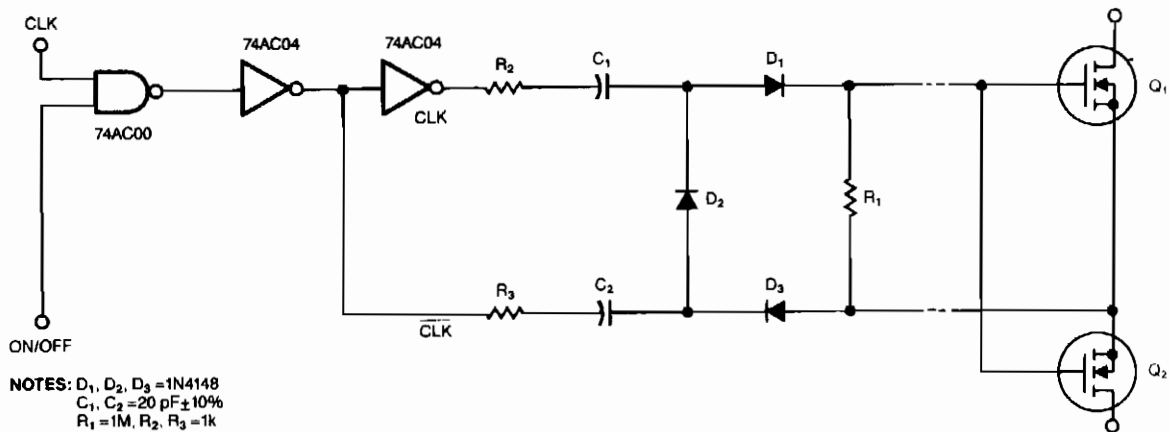 CLK
74AC04
74AC04
R2
C1
D1
Q1
CLK
74AC00
D2
R1
R3
C2
D3
CLK
ON/OFF
Q2
NOTES: D1, D2, D3 = 1N4148
C1, C2 = 20 pF ± 10%
R1 = 1M, R2, R3 = 1k